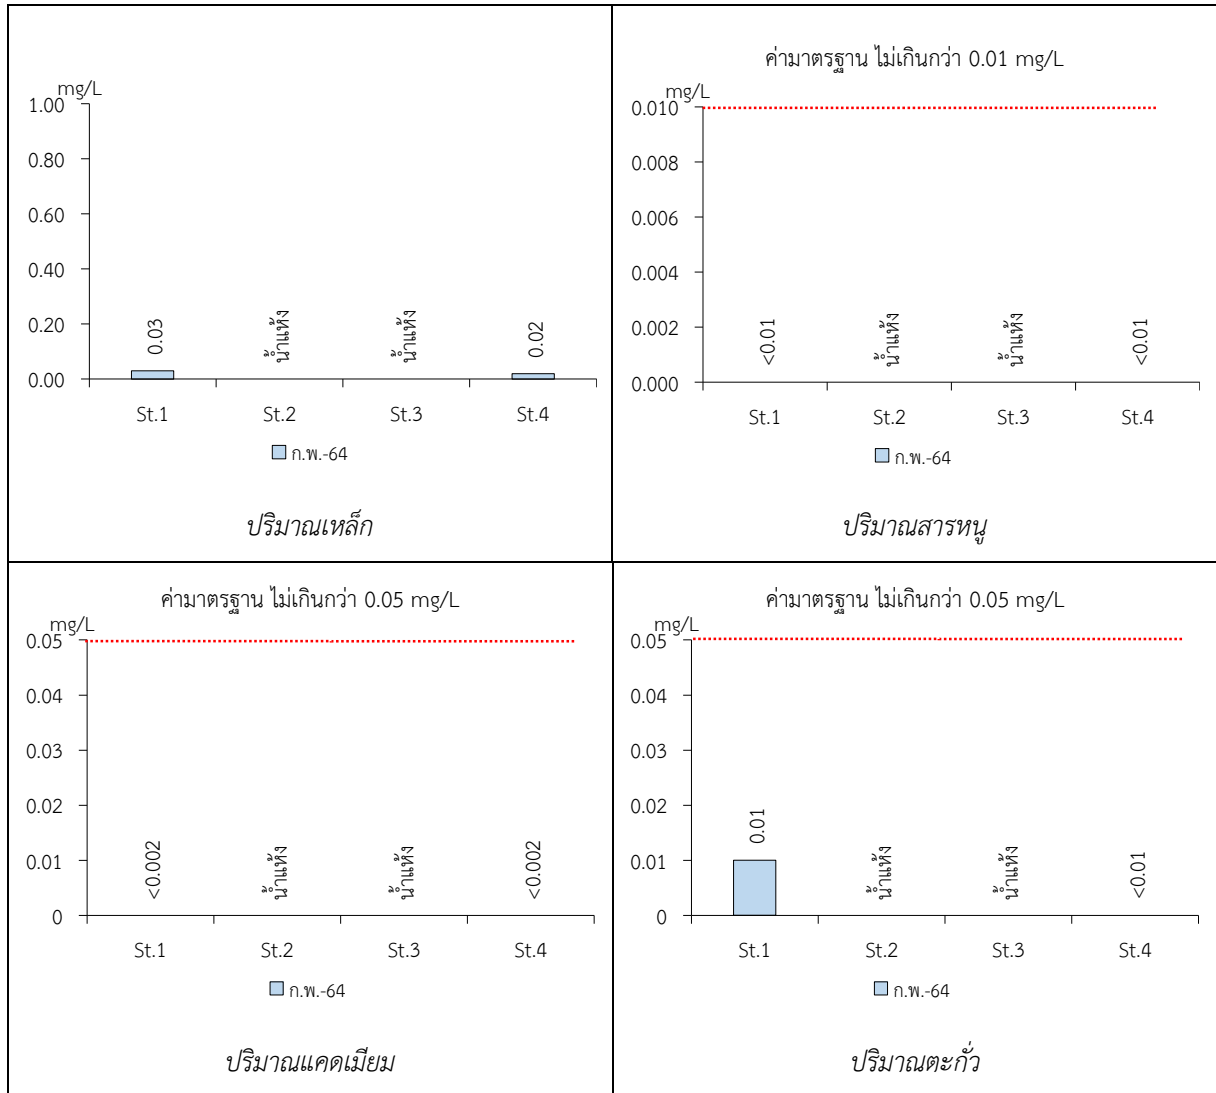 mg/L
1.00
0.80
0.60
0.40
0.20
0.00
0.03
น้ำแห้ง
น้ำแห้ง
0.02
St.1 St.2 St.3 St.4
ก.พ.-64
ปริมาณเหล็ก
ค่ามาตรฐาน ไม่เกินกว่า 0.01 mg/L
mg/L
0.010
0.008
0.006
0.004
0.002
0.000
<0.01
น้ำแห้ง
น้ำแห้ง
<0.01
St.1 St.2 St.3 St.4
ก.พ.-64
ปริมาณสารหนู
ค่ามาตรฐาน ไม่เกินกว่า 0.05 mg/L
mg/L
0.05
0.04
0.03
0.02
0.01
0
<0.002
น้ำแห้ง
น้ำแห้ง
<0.002
St.1 St.2 St.3 St.4
ก.พ.-64
ปริมาณแคดเมียม
ค่ามาตรฐาน ไม่เกินกว่า 0.05 mg/L
mg/L
0.05
0.04
0.03
0.02
0.01
0
0.01
น้ำแห้ง
น้ำแห้ง
<0.01
St.1 St.2 St.3 St.4
ก.พ.-64
ปริมาณตะกั่ว